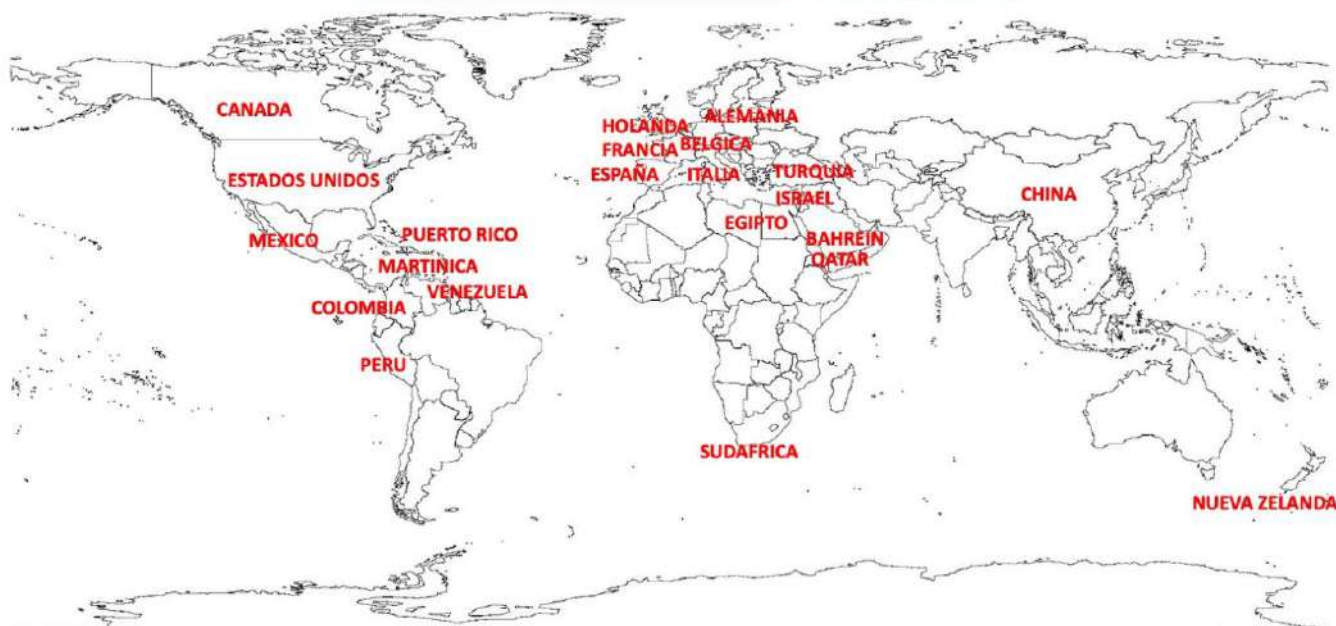 CANADA
ALEMANIA
HOLANDA
BELGICA
FRANCIA
ESPAÑA
ITALIA
TURQUIA
ESTADOS UNIDOS
ISRAEL
CHINA
EGIPTO
MEXICO
PUERTO RICO
BAHREIN
QATAR
MARTINICA
VENEZUELA
COLOMBIA
PERU
SUDAFRICA
NUEVA ZELANDA